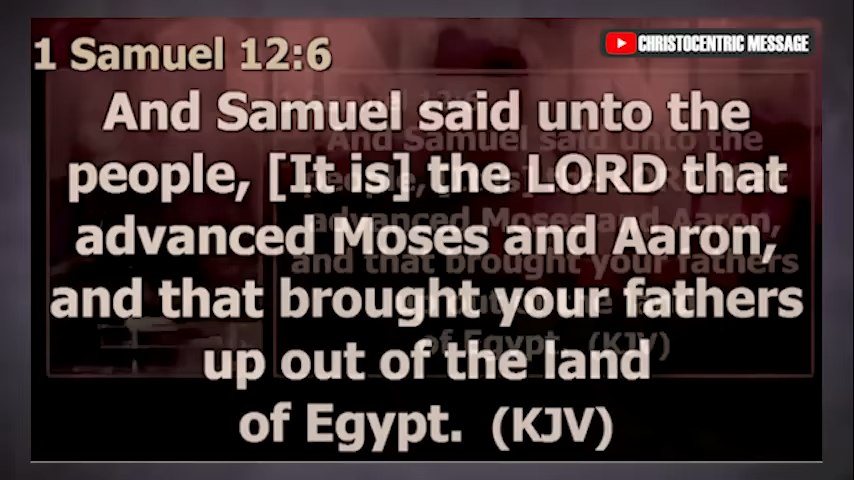 1 Samuel 12:6
CHRISTOCENTRIC MESSAGE
And Samuel said unto the
people, [It is] the LORD that
advanced Moses and Aaron,
and that brought your fathers
up out of the land
of Egypt. (KJV)